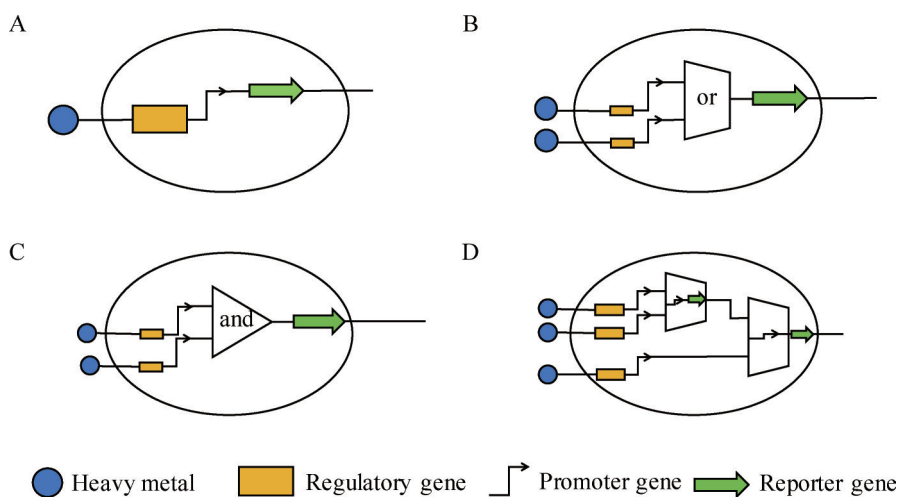 A
B
or
C
D
and
Heavy metal
Regulatory gene
Promoter gene
Reporter gene